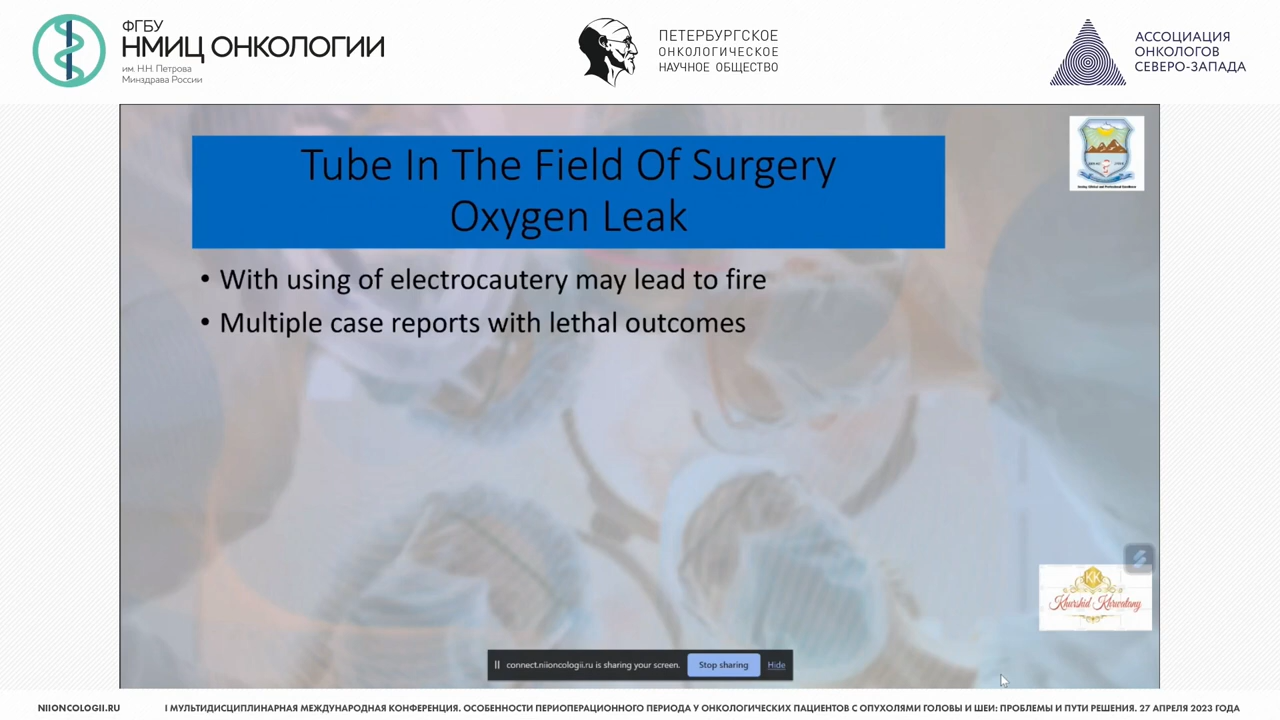 ФГБУ
НМИЦ ОНКОЛОГИИ
им. Н.Н. Петрова
Минздрава России
ПЕТЕРБУРГСКОЕ
ОНКОЛОГИЧЕСКОЕ
НАУЧНОЕ ОБЩЕСТВО
АССОЦИАЦИЯ
ОНКОЛОГОВ
СЕВЕРО-ЗАПАДА
Tube In The Field Of Surgery
Oxygen Leak
• With using of electrocautery may lead to fire
• Multiple case reports with lethal outcomes
KK
Khurshid Khrwatany
connect.niioncologii.ru is sharing your screen.
Stop sharing
Hide
NIIONCOLOGII.RU
I МУЛЬТИДИСЦИПЛИНАРНАЯ МЕЖДУНАРОДНАЯ КОНФЕРЕНЦИЯ. ОСОБЕННОСТИ ПЕРИОПЕРАЦИОННОГО ПЕРИОДА У ОНКОЛОГИЧЕСКИХ ПАЦИЕНТОВ С ОПУХОЛЯМИ ГОЛОВЫ И ШЕИ: ПРОБЛЕМЫ И ПУТИ РЕШЕНИЯ. 27 АПРЕЛЯ 2023 ГОДА